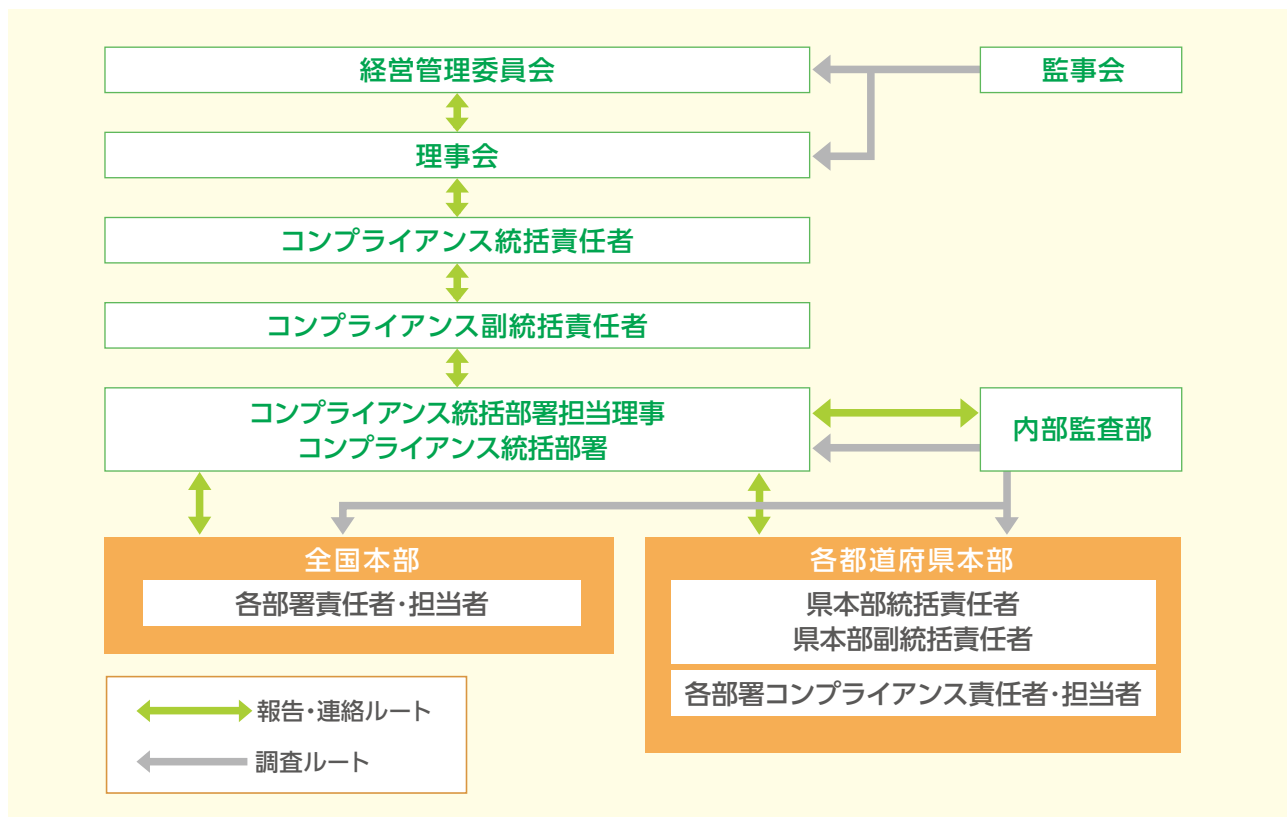 経営管理委員会
監事会
理事会
コンプライアンス統括責任者
コンプライアンス副統括責任者
コンプライアンス統括部署担当理事
コンプライアンス統括部署
内部監査部
全国本部
各部署責任者・担当者
各都道府県本部
県本部統括責任者
県本部副統括責任者
各部署コンプライアンス責任者・担当者
報告・連絡ルート
調査ルート